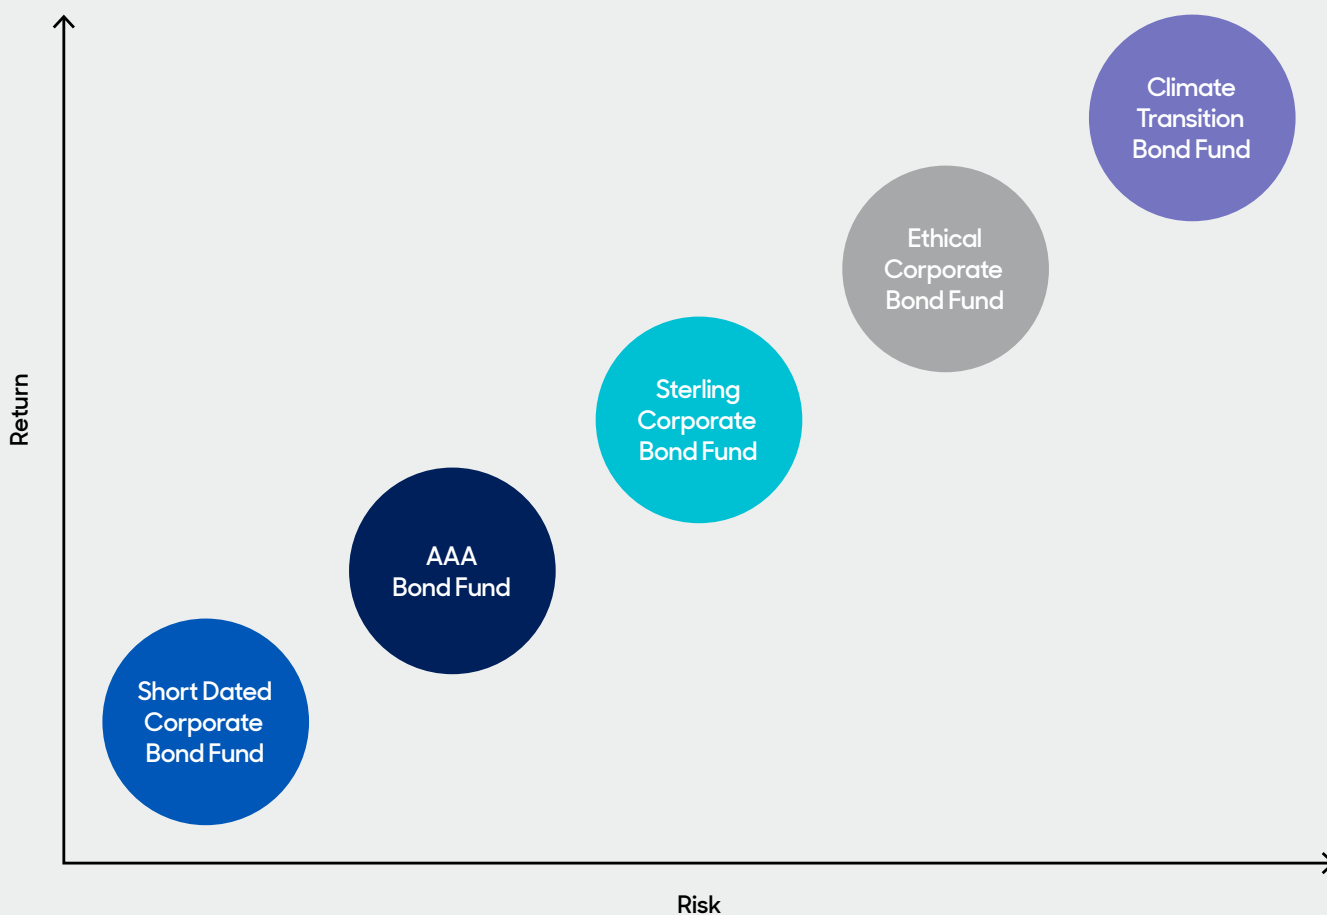 Climate
Transition
Bond Fund
Ethical
Corporate
Bond Fund
Sterling
Corporate
Bond Fund
Return
AAA
Bond Fund
Short Dated
Corporate
Bond Fund
Risk